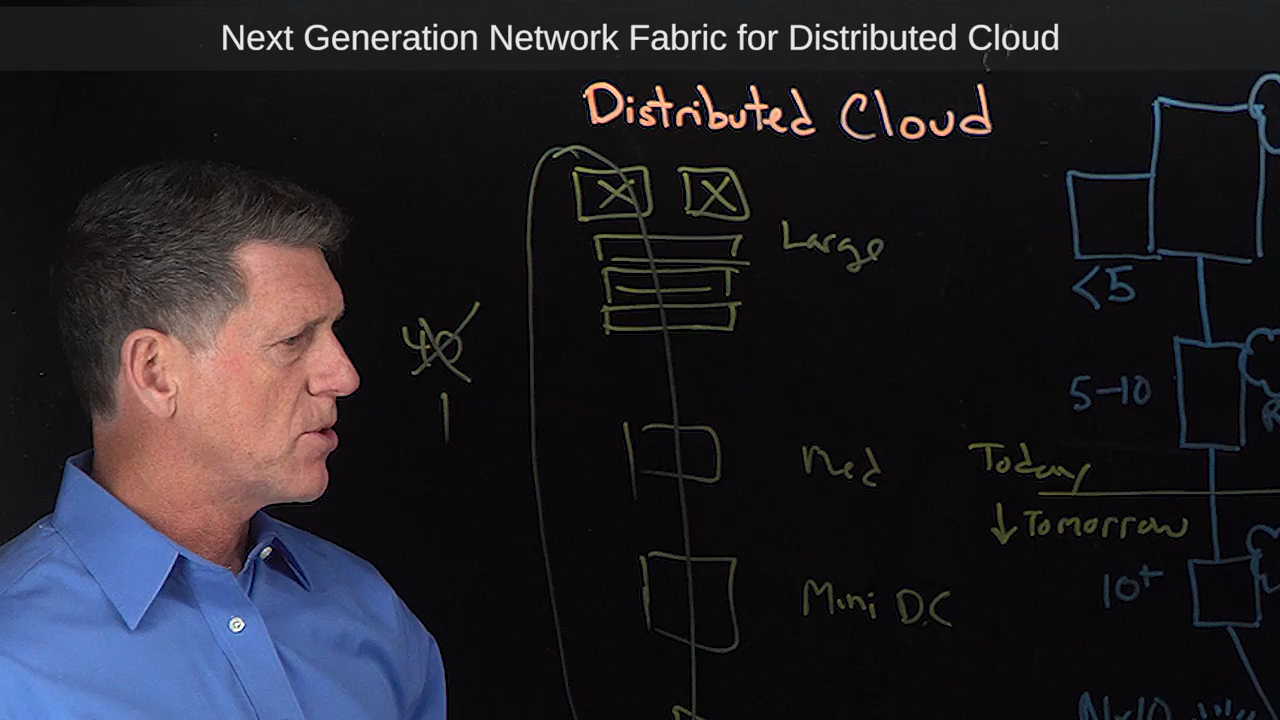 Next Generation Network Fabric for Distributed Cloud
Distributed Cloud
Large
<5
40
1
5-10
Med
Today
↓ Tomorrow
10+
Mini DC